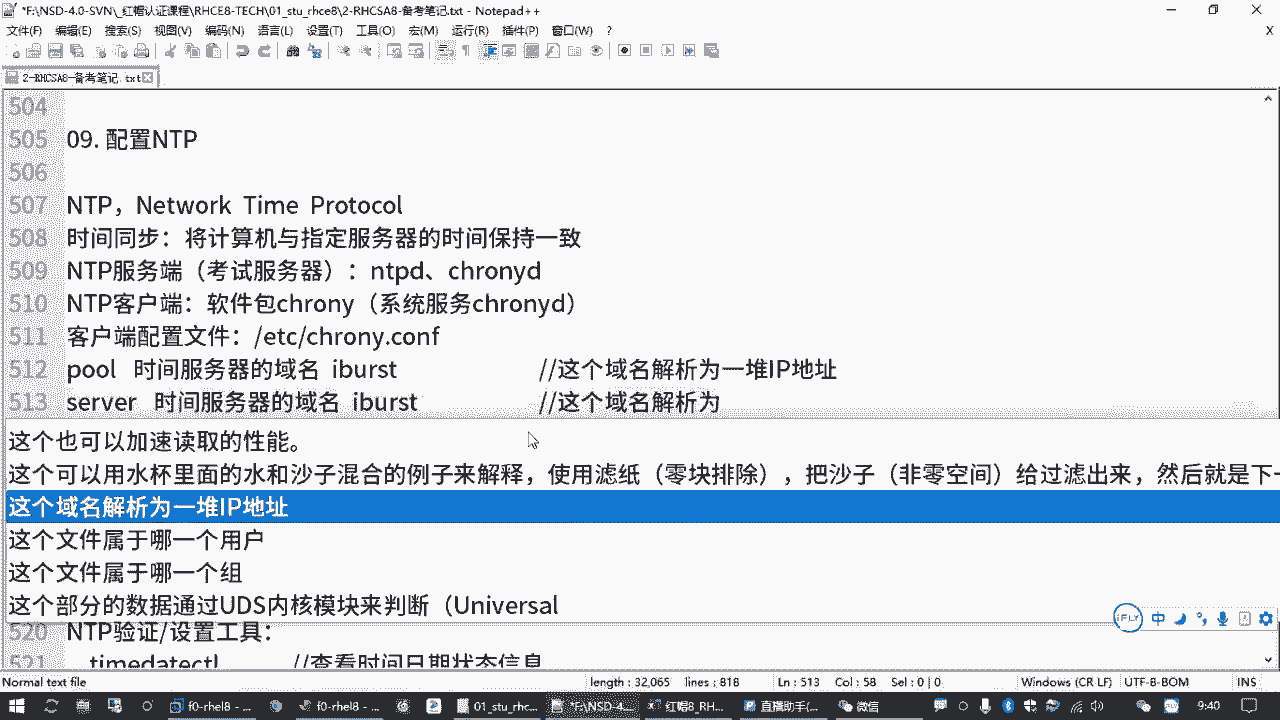 *F:\NSD-4.0-SVN\_红帽认证课程\RHCE8-TECH\01_stu_rhce8\2-RHCSA8-备考笔记.txt - Notepad++
文件(F) 编辑(E) 搜索(S) 视图(V) 编码(N) 语言(L) 设置(T) 工具(O) 宏(M) 运行(R) 插件(P) 窗口(W) ? X
2-RHCSA8-备考笔记.txt
504
505 09. 配置NTP
506
507 NTP，Network Time Protocol
508 时间同步：将计算机与指定服务器的时间保持一致
509 NTP服务端（考试服务器）：ntpd、chronyd
510 NTP客户端：软件包chrony（系统服务chronyd）
511 客户端配置文件：/etc/chrony.conf
512 pool 时间服务器的域名 iburst //这个域名解析为一堆IP地址
513 server 时间服务器的域名 iburst //这个域名解析为
这个也可以加速读取的性能。
这个可以用水杯里面的水和沙子混合的例子来解释，使用滤纸（零块排除），把沙子（非零空间）给过滤出来，然后就是下一
这个域名解析为一堆IP地址
这个文件属于哪一个用户
这个文件属于哪一个组
这个部分的数据通过UDS内核模块来判断（Universal
520 NTP验证/设置工具：
521 timedatectl //查看时间日期状态信息
iFLY 中
Normal text file length : 32,065 lines : 818 Ln : 513 Col : 58 Sel : 0 | 0 Windows (CR LF) UTF-8-BOM INS
f0-rhel8 - ... f0-rhel8 - ... 01_stu_rhc... *F:\NSD-4.... 红帽8_RH... 直播助手(... 微信 9:40